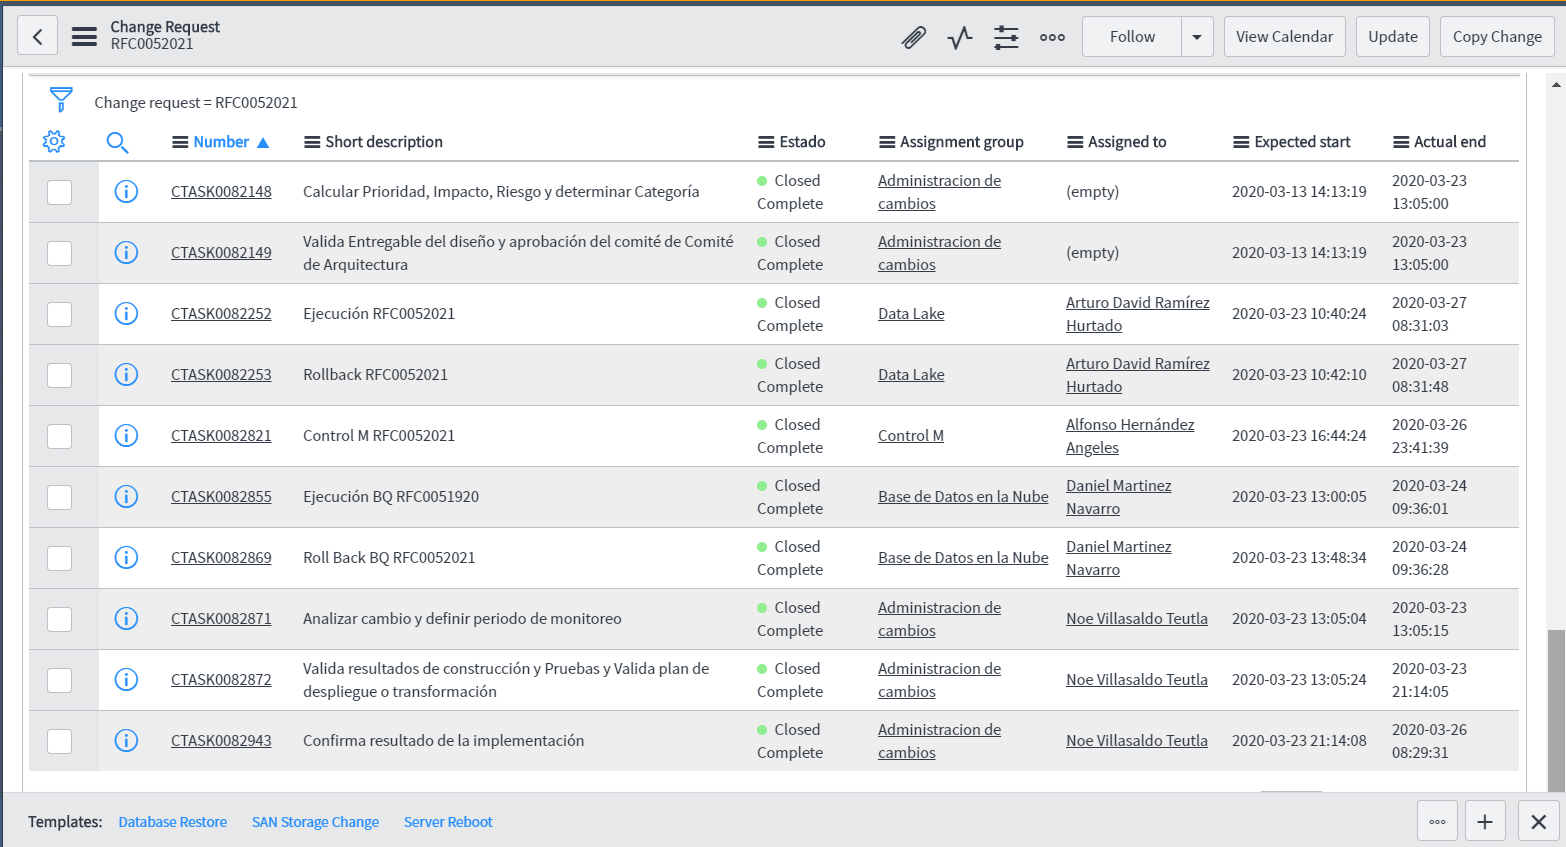 Change Request
RFC0052021
Follow
View Calendar
Update
Copy Change
Change request = RFC0052021
Number ▲ Short description Estado Assignment group Assigned to Expected start Actual end
CTASK0082148 Calcular Prioridad, Impacto, Riesgo y determinar Categoría Closed Complete Administracion de cambios (empty) 2020-03-13 14:13:19 2020-03-23 13:05:00
CTASK0082149 Valida Entregable del diseño y aprobación del comité de Comité de Arquitectura Closed Complete Administracion de cambios (empty) 2020-03-13 14:13:19 2020-03-23 13:05:00
CTASK0082252 Ejecución RFC0052021 Closed Complete Data Lake Arturo David Ramírez Hurtado 2020-03-23 10:40:24 2020-03-27 08:31:03
CTASK0082253 Rollback RFC0052021 Closed Complete Data Lake Arturo David Ramírez Hurtado 2020-03-23 10:42:10 2020-03-27 08:31:48
CTASK0082821 Control M RFC0052021 Closed Complete Control M Alfonso Hernández Angeles 2020-03-23 16:44:24 2020-03-26 23:41:39
CTASK0082855 Ejecución BQ RFC0051920 Closed Complete Base de Datos en la Nube Daniel Martinez Navarro 2020-03-23 13:00:05 2020-03-24 09:36:01
CTASK0082869 Roll Back BQ RFC0052021 Closed Complete Base de Datos en la Nube Daniel Martinez Navarro 2020-03-23 13:48:34 2020-03-24 09:36:28
CTASK0082871 Analizar cambio y definir periodo de monitoreo Closed Complete Administracion de cambios Noe Villasaldo Teutla 2020-03-23 13:05:04 2020-03-23 13:05:15
CTASK0082872 Valida resultados de construcción y Pruebas y Valida plan de despliegue o transformación Closed Complete Administracion de cambios Noe Villasaldo Teutla 2020-03-23 13:05:24 2020-03-23 21:14:05
CTASK0082943 Confirma resultado de la implementación Closed Complete Administracion de cambios Noe Villasaldo Teutla 2020-03-23 21:14:08 2020-03-26 08:29:31
Templates: Database Restore SAN Storage Change Server Reboot